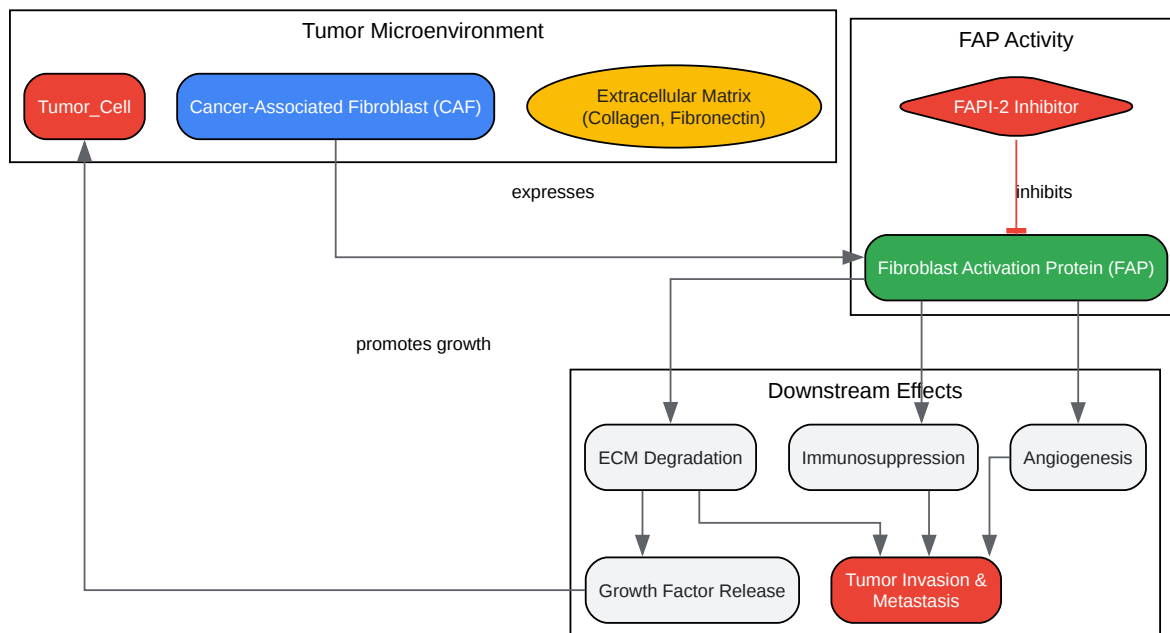 Tumor Microenvironment
FAP Activity
Tumor_Cell
Cancer-Associated Fibroblast (CAF)
Extracellular Matrix
(Collagen, Fibronectin)
FAPI-2 Inhibitor
expresses
inhibits
Fibroblast Activation Protein (FAP)
promotes growth
Downstream Effects
ECM Degradation
Immunosuppression
Angiogenesis
Growth Factor Release
Tumor Invasion &
Metastasis